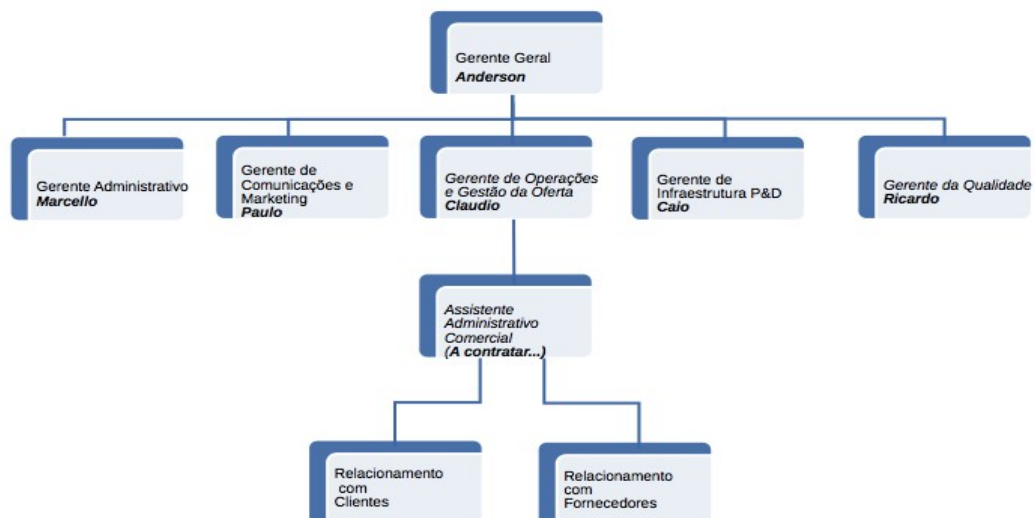 Gerente Geral
Anderson
Gerente Administrativo
Marcello
Gerente de
Comunicações e
Marketing
Paulo
Gerente de Operações
e Gestão da Oferta
Claudio
Gerente de
Infraestrutura P&D
Caio
Gerente da Qualidade
Ricardo
Assistente
Administrativo
Comercial
(A contratar...)
Relacionamento
com
Clientes
Relacionamento
com
Fornecedores